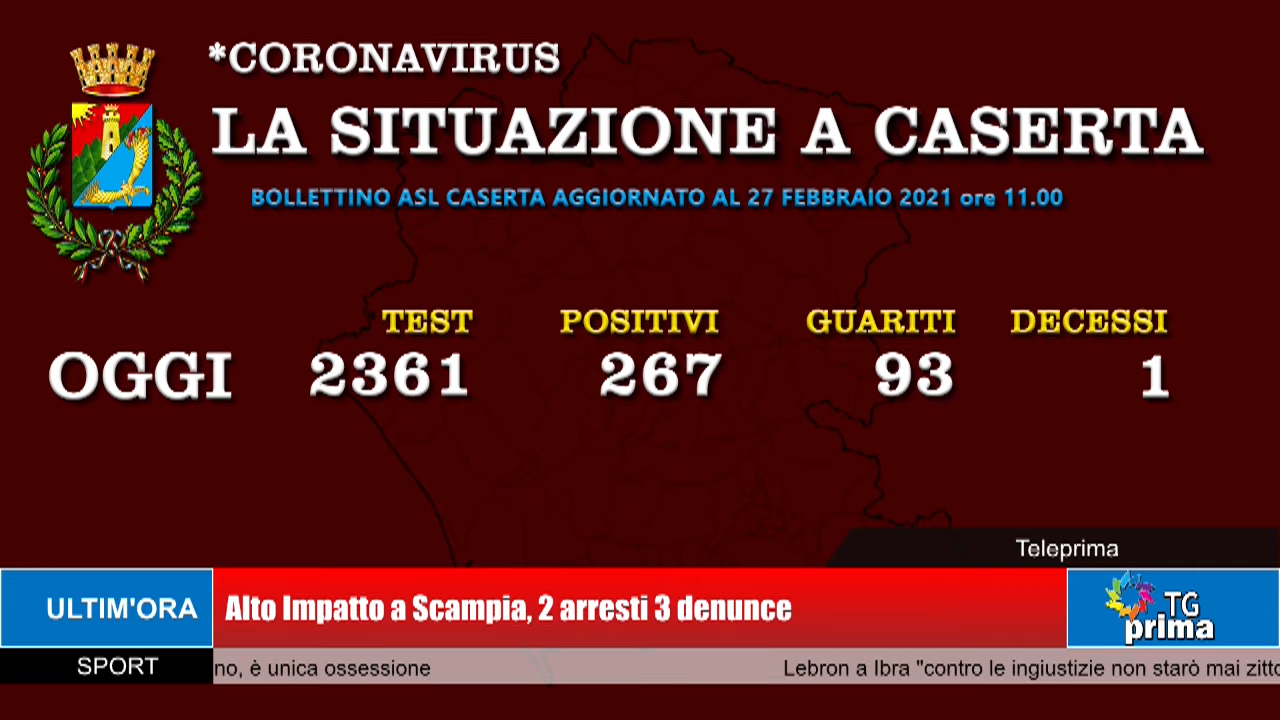 *CORONAVIRUS
LA SITUAZIONE A CASERTA
BOLLETTINO ASL CASERTA AGGIORNATO AL 27 FEBBRAIO 2021 ore 11.00
TEST POSITIVI GUARITI DECESSI
OGGI 2361 267 93 1
Teleprima
ULTIM'ORA Alto Impatto a Scampia, 2 arresti 3 denunce
TG
prima
SPORT no, è unica ossessione Lebron a Ibra "contro le ingiustizie non starò mai zitto